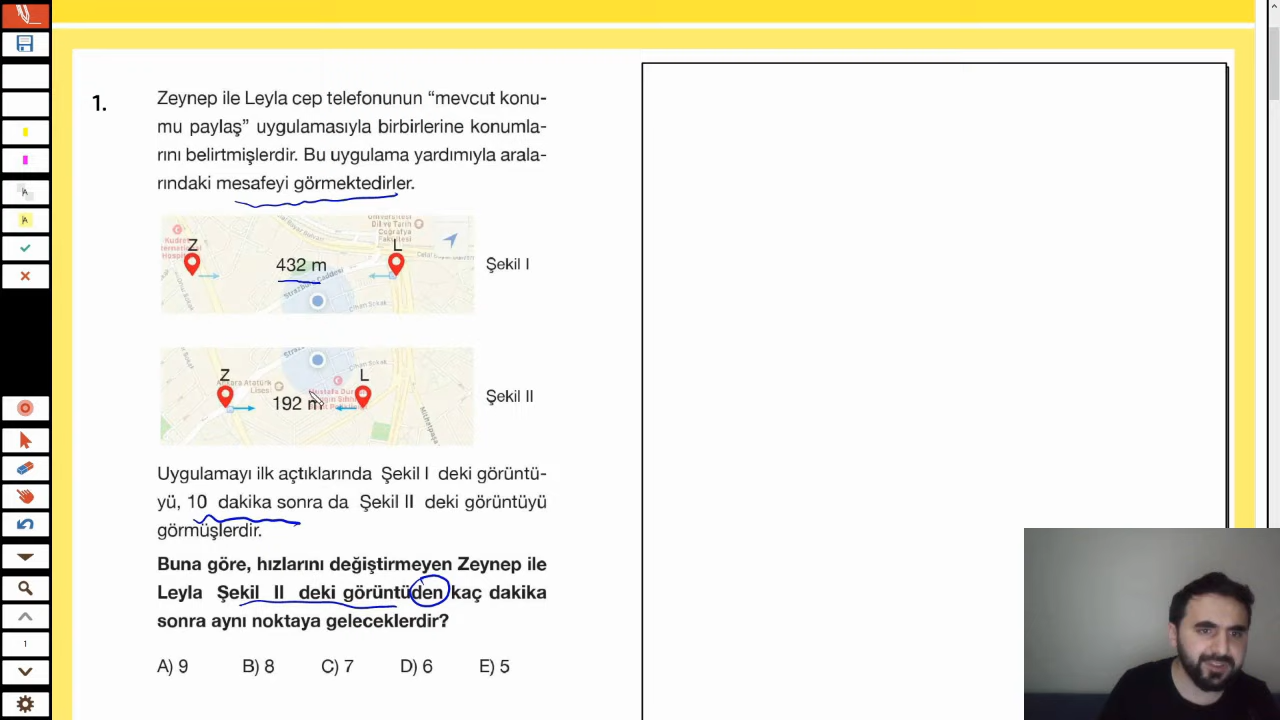 1.
Zeynep ile Leyla cep telefonunun “mevcut konu-
mu paylaş” uygulamasıyla birbirlerine konumla-
rını belirtmişlerdir. Bu uygulama yardımıyla arala-
rındaki mesafeyi görmektedirler.
Z
L
432 m
Şekil I
Z
L
192 m
Şekil II
Uygulamayı ilk açtıklarında Şekil I deki görüntü-
yü, 10 dakika sonra da Şekil II deki görüntüyü
görmüşlerdir.
Buna göre, hızlarını değiştirmeyen Zeynep ile
Leyla Şekil II deki görüntüden kaç dakika
sonra aynı noktaya geleceklerdir?
A) 9 B) 8 C) 7 D) 6 E) 5